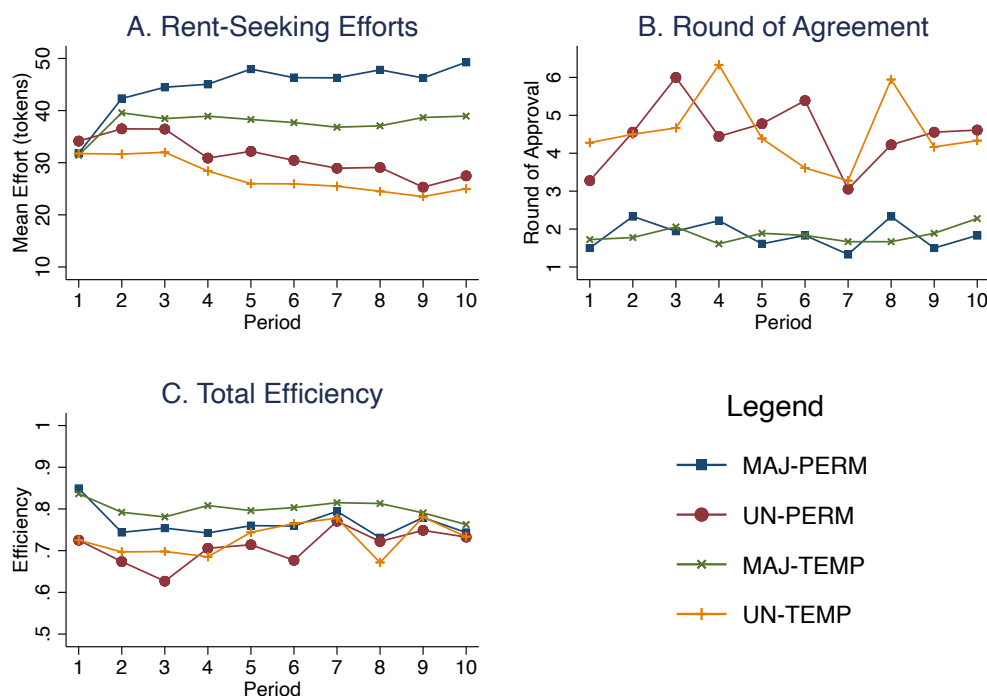 A. Rent-Seeking Efforts
Mean Effort (tokens)
50
40
30
20
10
1 2 3 4 5 6 7 8 9 10
Period
B. Round of Agreement
Round of Approval
6
5
4
3
2
1
1 2 3 4 5 6 7 8 9 10
Period
C. Total Efficiency
Efficiency
1
.9
.8
.7
.6
.5
1 2 3 4 5 6 7 8 9 10
Period
Legend
MAJ-PERM
UN-PERM
MAJ-TEMP
UN-TEMP